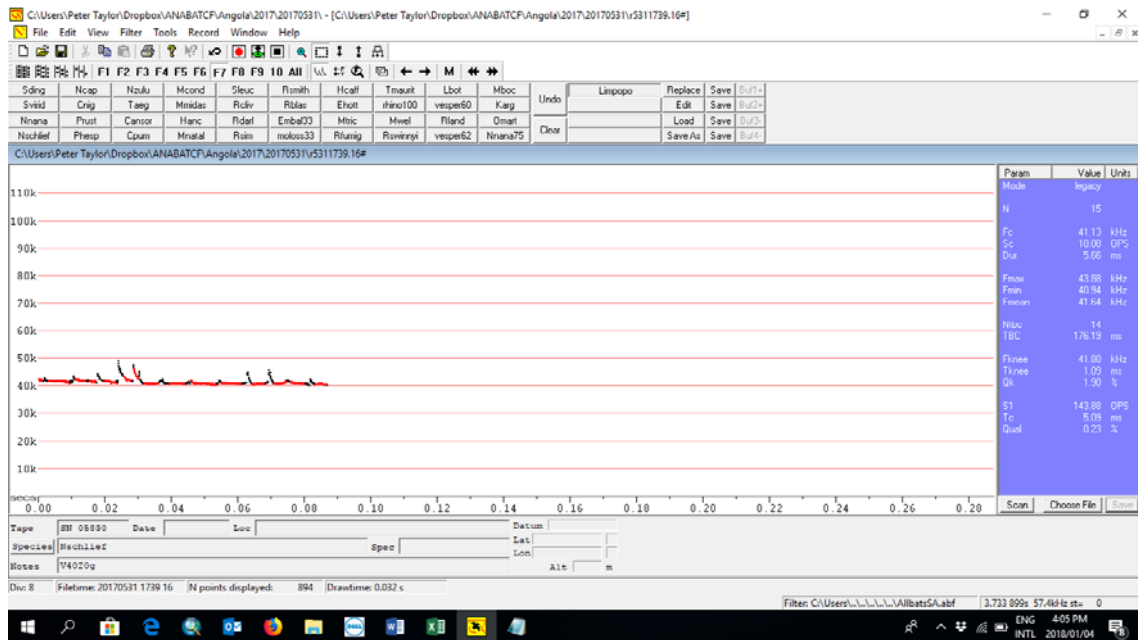 C:\Users\Peter Taylor\Dropbox\ANABATCF\Angola\2017\20170531\ - [C:\Users\Peter Taylor\Dropbox\ANABATCF\Angola\2017\20170531\r5311739.16#]
File Edit View Filter Tools Record Window Help
F1 F2 F3 F4 F5 F6 F7 F8 F9 10 All M
Sding Ncap Nzulu Mcond Sleuc Rsmith Hcaff Tmaurit Lbot Mboc Undo Limpopo Replace Save Buf1-
Svirid Cnig Taeg Mmidas Rcliv Rblas Ehott rhino100 vesper60 Karg Edit Save Buf2-
Nnana Prust Cansor Hanc Rdarl Embal33 Mtric Mwel Rland Omart Clear Load Save Buf3-
Nschlief Phesp Cpum Mnatal Rsim moloss33 Rfumig Rswinnyi vesper62 Nnana75 Save As Save Buf4-
C:\Users\Peter Taylor\Dropbox\ANABATCF\Angola\2017\20170531\r5311739.16#
Param Value Units
Mode legacy
N 15
Fc 41.13 kHz
Sc 10.08 OPS
Dur 5.66 ms
Fmax 43.88 kHz
Fmin 40.94 kHz
Fmean 41.64 kHz
Ntbc 14
TBC 176.19 ms
Fknee 41.00 kHz
Tknee 1.09 ms
Qk 1.90 %
S1 143.88 OPS
Tc 5.09 ms
Qual 0.23 %
110k
100k
90k
80k
70k
60k
50k
40k
30k
20k
10k
secs
0.00 0.02 0.04 0.06 0.08 0.10 0.12 0.14 0.16 0.18 0.20 0.22 0.24 0.26 0.28
Scan Choose File Save
Tape SN 05830 Date Loc Datum
Species Nschlief Spec Lat
Lon
Notes V4020g Alt m
Div: 8 Filetime: 20170531 1739 16 N points displayed: 894 Drawtime: 0.032 s
Filter: C:\Users\...\...\...\...\AllbatsSA.abf 3.733 899s 57.4kHz st= 0
ENG 4:05 PM
INTL 2018/01/04